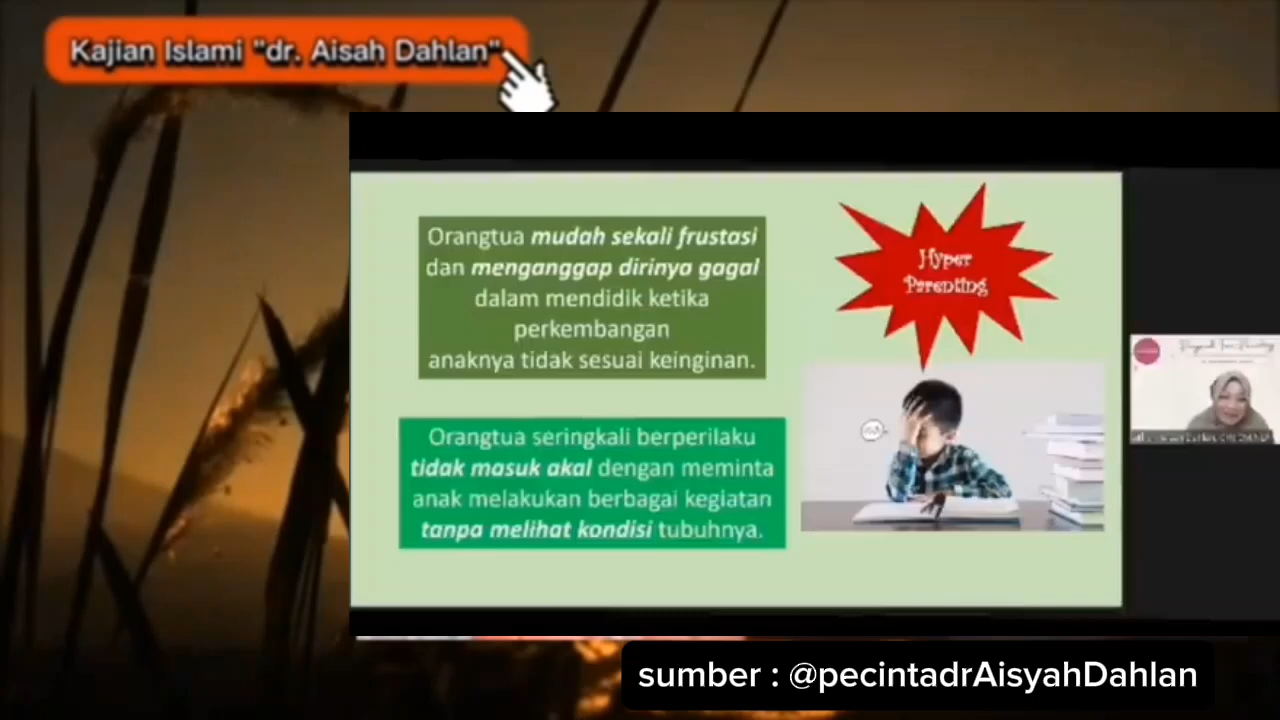 Kajian Islami "dr. Aisah Dahlan"
Orangtua mudah sekali frustasi
dan menganggap dirinya gagal
dalam mendidik ketika
perkembangan
anaknya tidak sesuai keinginan.
Hyper
Parenting
Orangtua seringkali berperilaku
tidak masuk akal dengan meminta
anak melakukan berbagai kegiatan
tanpa melihat kondisi tubuhnya.
sumber : @pecintadrAisyahDahlan